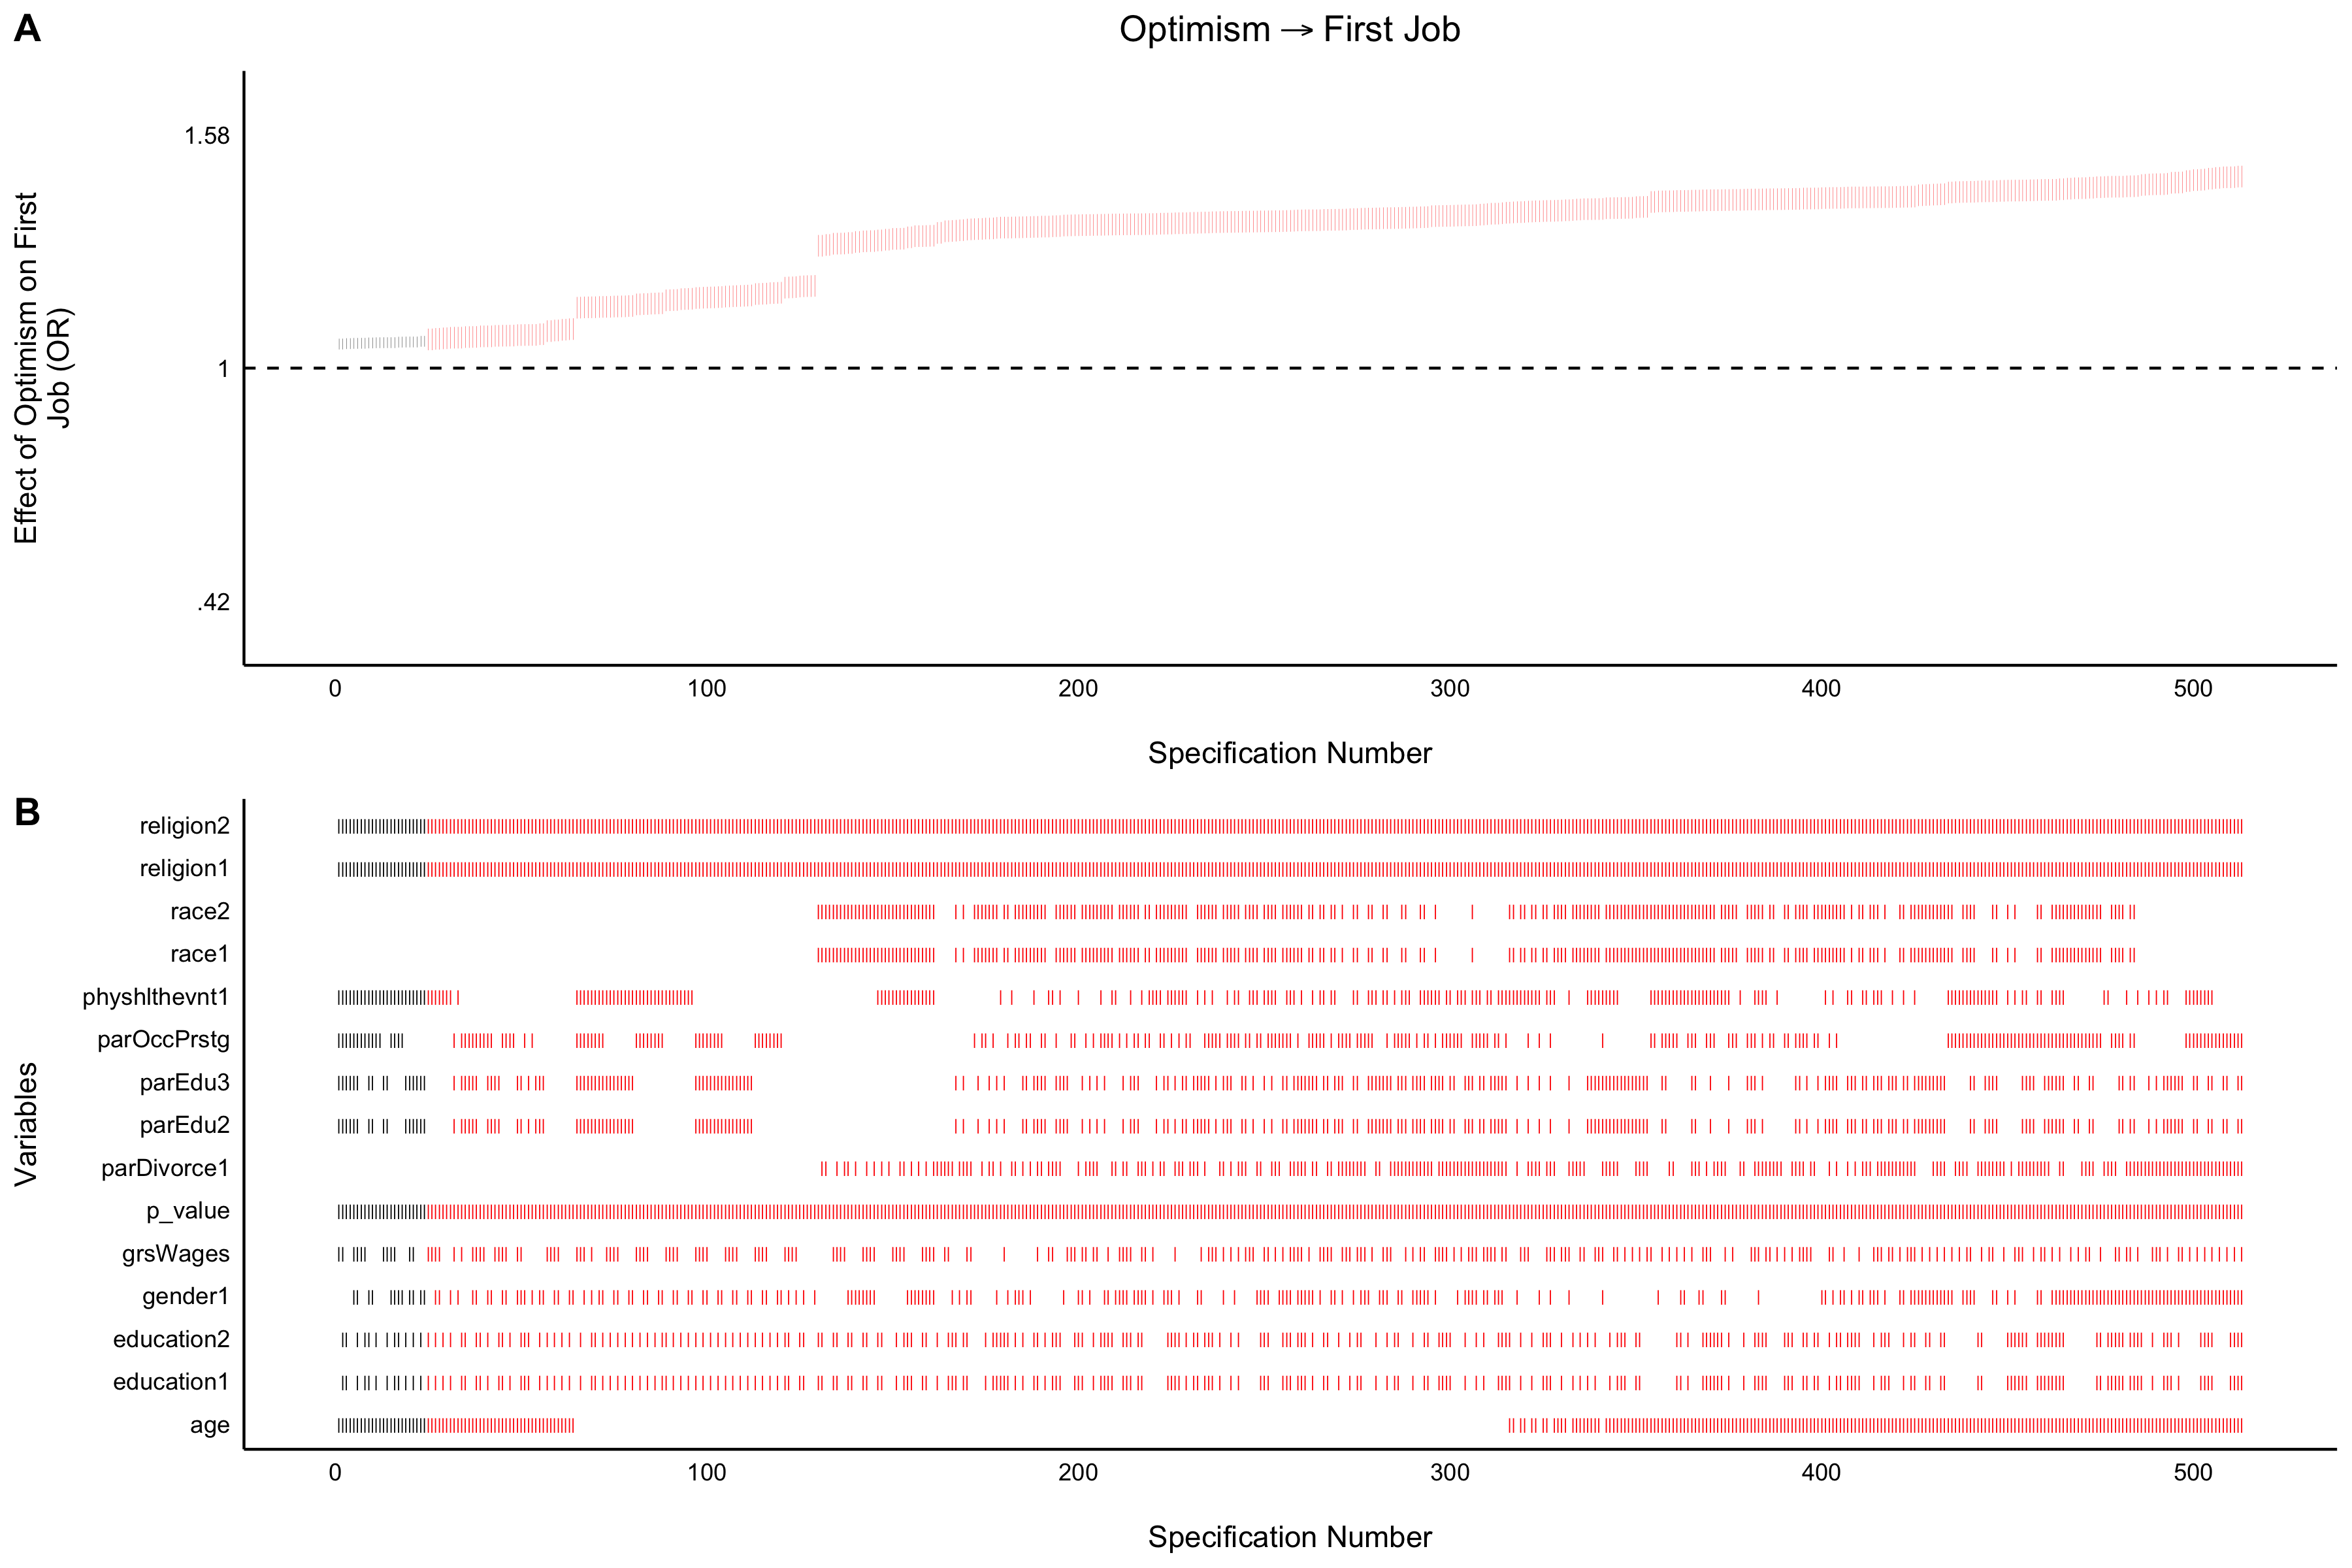 A
Optimism → First Job
Effect of Optimism on First
Job (OR)
1.58
1
.42
0 100 200 300 400 500
Specification Number
B
Variables
religion2
religion1
race2
race1
physhlthevnt1
parOccPrstg
parEdu3
parEdu2
parDivorce1
p_value
grsWages
gender1
education2
education1
age
0 100 200 300 400 500
Specification Number